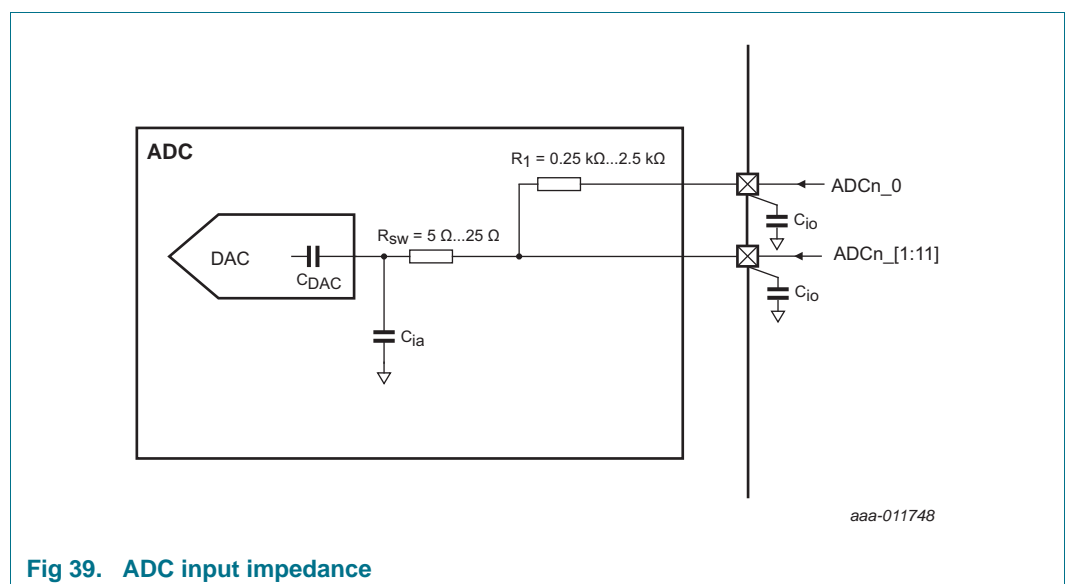 ADC
R1 = 0.25 kΩ...2.5 kΩ
ADCn_0
Cio
Rsw = 5 Ω...25 Ω
DAC
CDAC
ADCn_[1:11]
Cio
Cia
aaa-011748
Fig 39. ADC input impedance